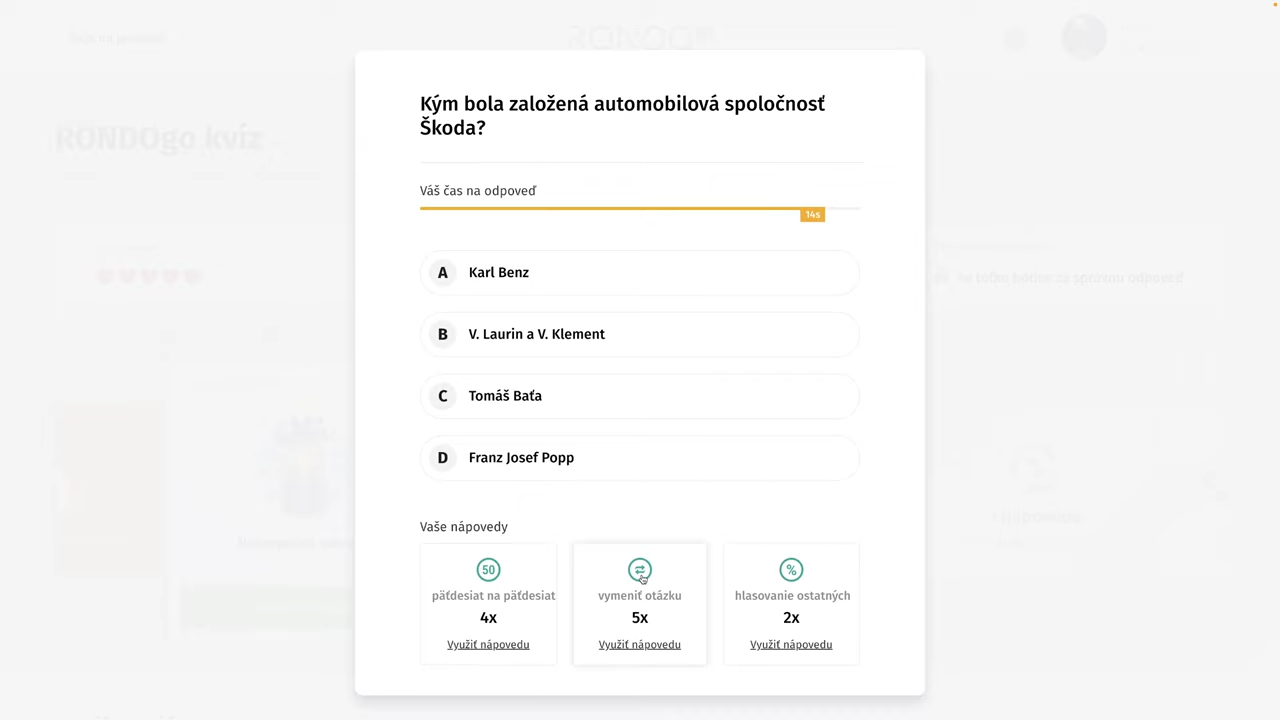 RONDOgo kvíz
Kým bola založená automobilová spoločnosť
Škoda?
Váš čas na odpoveď
14s
A Karl Benz
B V. Laurin a V. Klement
C Tomáš Baťa
D Franz Josef Popp
Vaše nápovedy
50 % 
päťdesiat na päťdesiat vymeniť otázku hlasovanie ostatných
4x 5x 2x
Využiť nápovedu Využiť nápovedu Využiť nápovedu